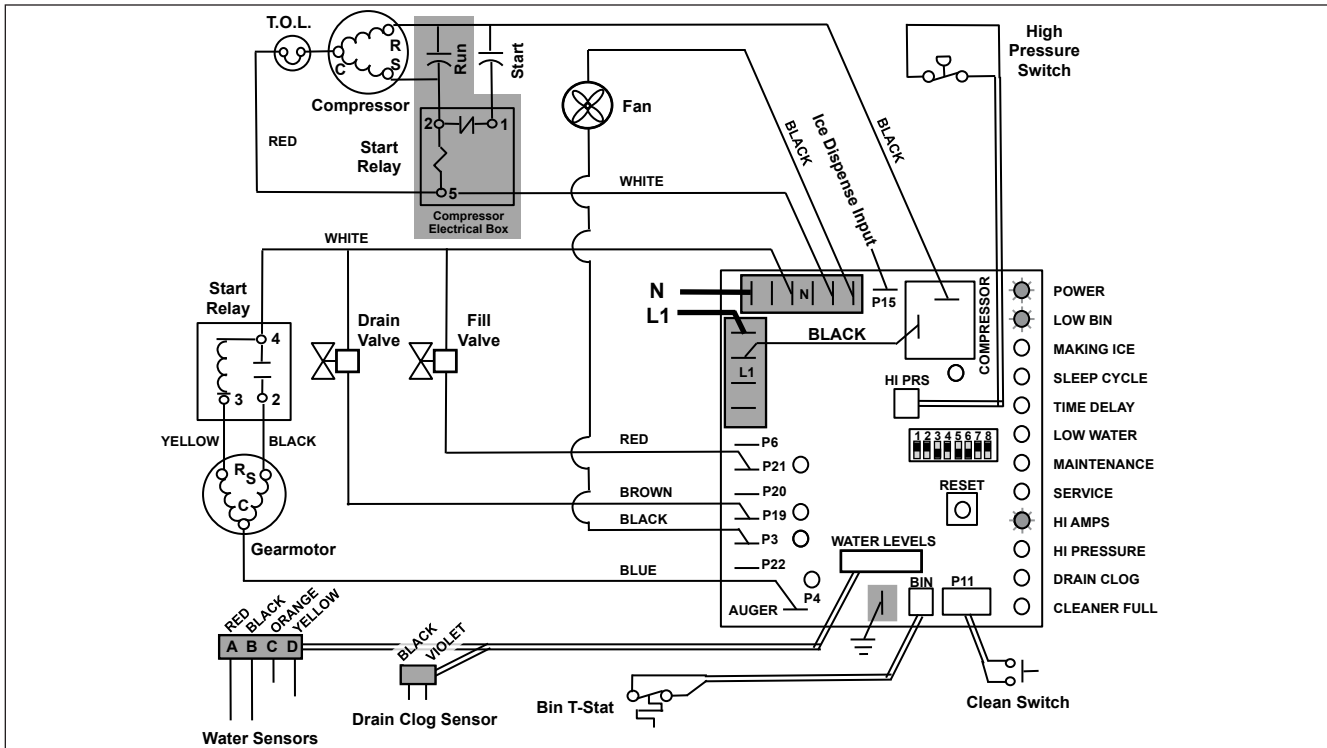 T.O.L.
R
S
C
Compressor
Run
Start
2
1
Start
Relay
5
Compressor
Electrical Box
RED
WHITE
Fan
BLACK
Ice Dispense Input
BLACK
High
Pressure
Switch
WHITE
Start
Relay
4
3
2
YELLOW
BLACK
R
S
C
Gearmotor
Drain
Valve
Fill
Valve
N
L1
N
P15
L1
BLACK
COMPRESSOR
HI PRS
1 2 3 4 5 6 7 8
RESET
POWER
LOW BIN
MAKING ICE
SLEEP CYCLE
TIME DELAY
LOW WATER
MAINTENANCE
SERVICE
HI AMPS
HI PRESSURE
DRAIN CLOG
CLEANER FULL
RED
P6
P21
P20
BROWN
P19
BLACK
P3
P22
BLUE
P4
AUGER
WATER LEVELS
BIN
P11
RED
BLACK
ORANGE
YELLOW
A B C D
Water Sensors
BLACK
VIOLET
Drain Clog Sensor
Bin T-Stat
Clean Switch